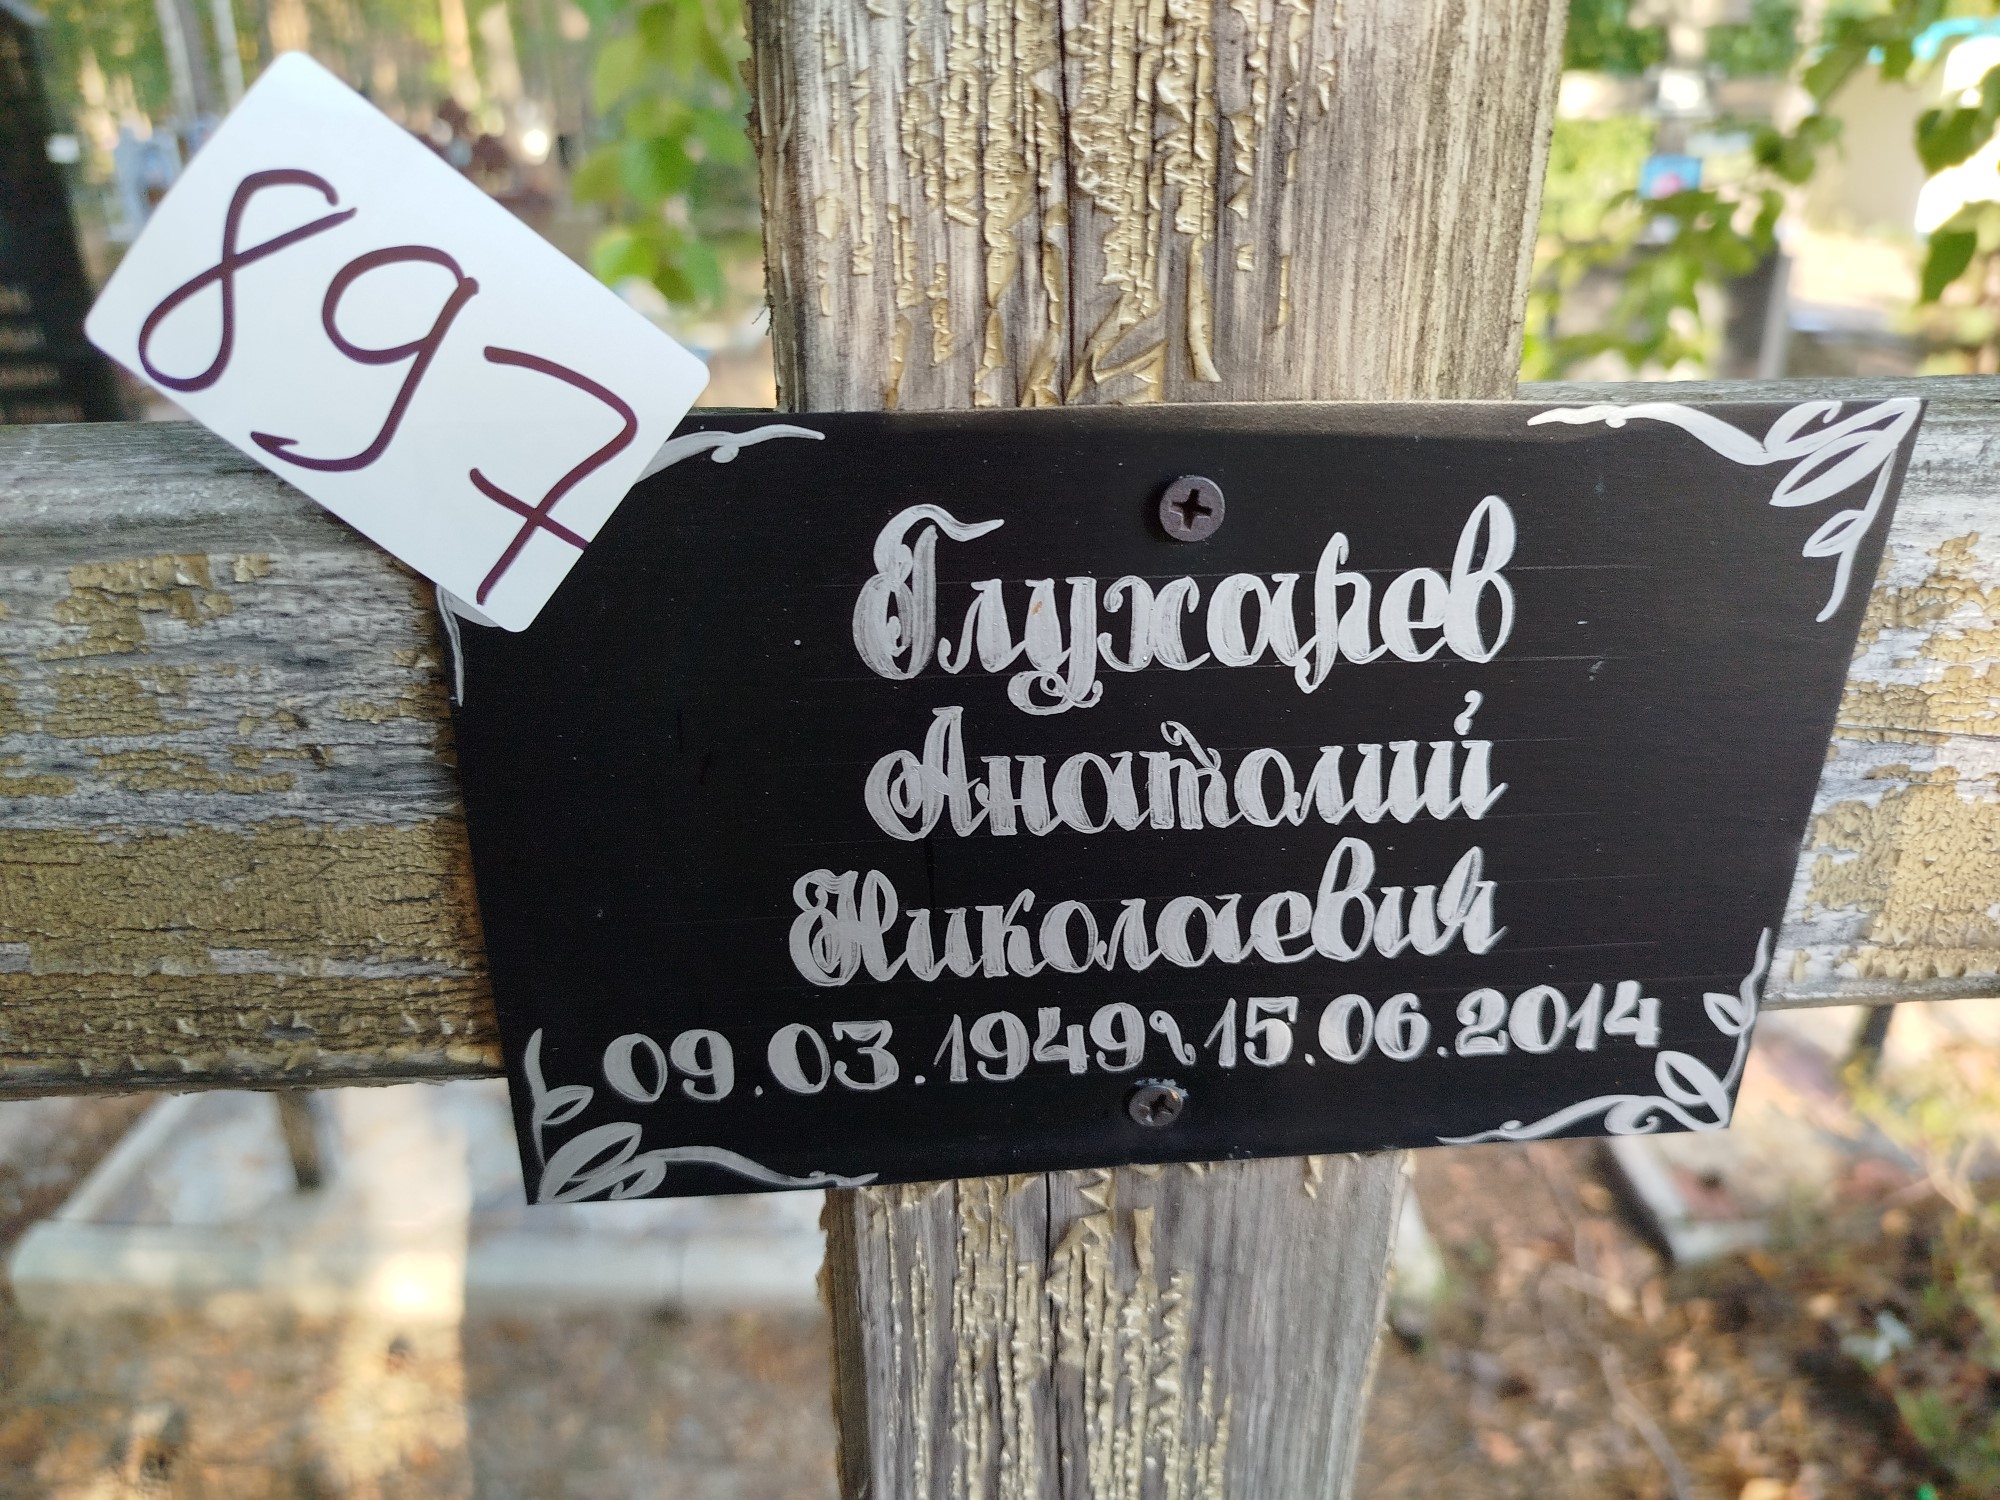 897
Глухарев
Анатолий
Николаевич
09.03.1949~15.06.2014